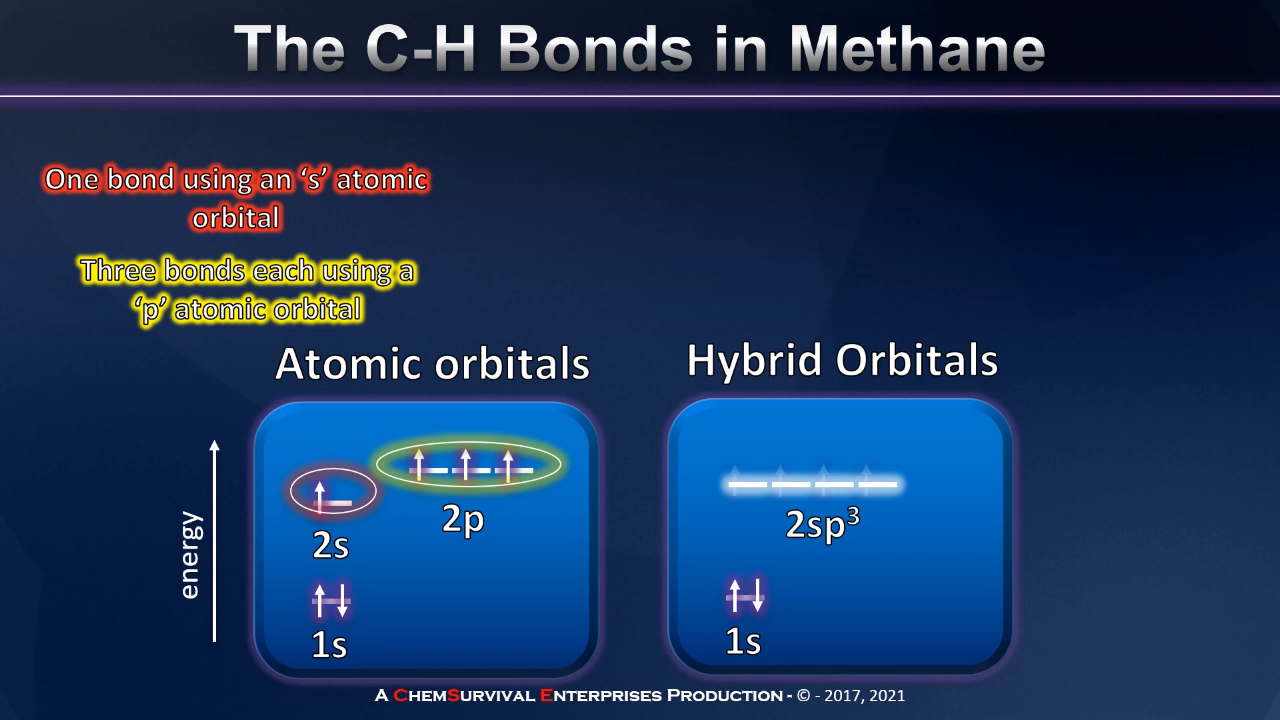 The C-H Bonds in Methane
One bond using an ‘s’ atomic
orbital
Three bonds each using a
‘p’ atomic orbital
Atomic orbitals
Hybrid Orbitals
energy
2p
2s
1s
2sp³
1s
A ChemSurvival Enterprises Production - © - 2017, 2021